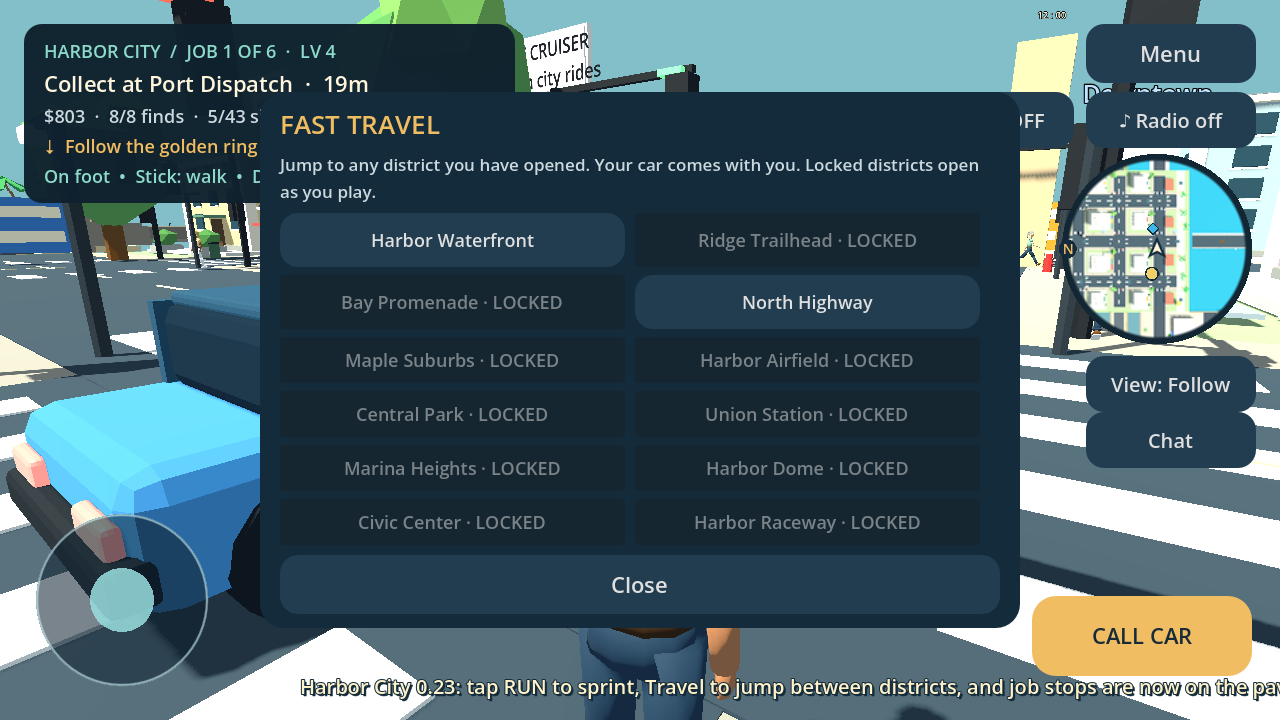 12:00
CRUISER
city rides
HARBOR CITY / JOB 1 OF 6 · LV 4
Collect at Port Dispatch · 19m
$803 · 8/8 finds · 5/43
↓ Follow the golden ring
On foot • Stick: walk •
Menu
OFF
♪ Radio off
FAST TRAVEL
Jump to any district you have opened. Your car comes with you. Locked districts open
as you play.
Harbor Waterfront
Ridge Trailhead · LOCKED
Bay Promenade · LOCKED
North Highway
Maple Suburbs · LOCKED
Harbor Airfield · LOCKED
Central Park · LOCKED
Union Station · LOCKED
Marina Heights · LOCKED
Harbor Dome · LOCKED
Civic Center · LOCKED
Harbor Raceway · LOCKED
Close
N
View: Follow
Chat
CALL CAR
Harbor City 0.23: tap RUN to sprint, Travel to jump between districts, and job stops are now on the